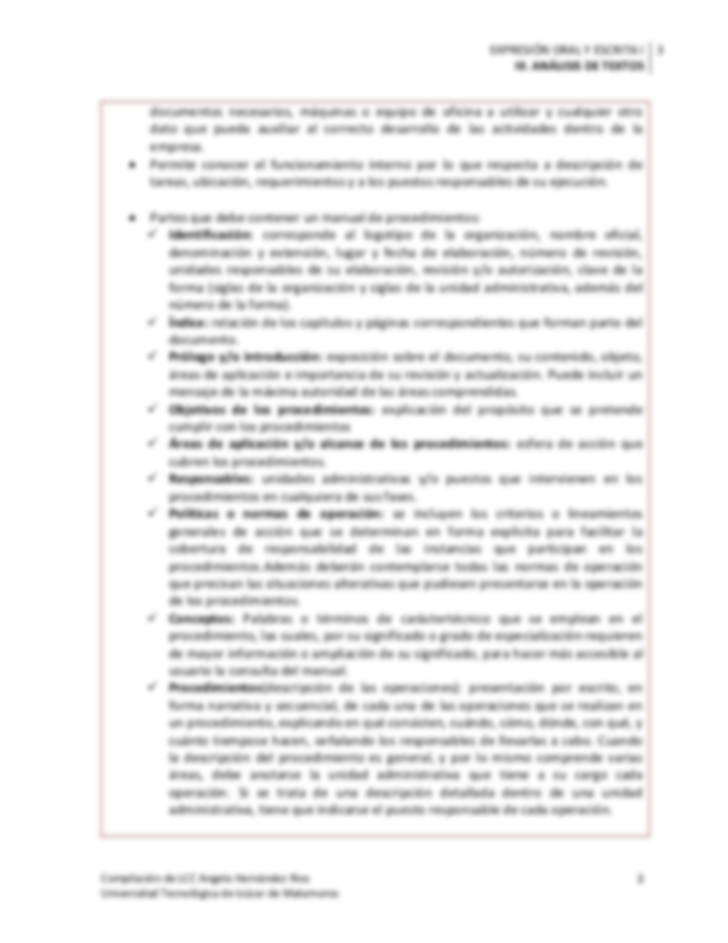 EXPRESIÓN ORAL Y ESCRITA I 3
III. ANÁLISIS DE TEXTOS
documentos necesarios, máquinas o equipo de oficina a utilizar y cualquier otro
dato que pueda auxiliar al correcto desarrollo de las actividades dentro de la
empresa.
• Permite conocer el funcionamiento interno por lo que respecta a descripción de
tareas, ubicación, requerimientos y a los puestos responsables de su ejecución.
• Partes que debe contener un manual de procedimientos:
✓ Identificación: corresponde al logotipo de la organización, nombre oficial,
denominación y extensión, lugar y fecha de elaboración, número de revisión,
unidades responsables de su elaboración, revisión y/o autorización, clave de la
forma (siglas de la organización y siglas de la unidad administrativa, además del
número de la forma).
✓ Índice: relación de los capítulos y páginas correspondientes que forman parte del
documento.
✓ Prólogo y/o introducción: exposición sobre el documento, su contenido, objeto,
áreas de aplicación e importancia de su revisión y actualización. Puede incluir un
mensaje de la máxima autoridad de las áreas comprendidas.
✓ Objetivos de los procedimientos: explicación del propósito que se pretende
cumplir con los procedimientos
✓ Áreas de aplicación y/o alcance de los procedimientos: esfera de acción que
cubren los procedimientos.
✓ Responsables: unidades administrativas y/o puestos que intervienen en los
procedimientos en cualquiera de sus fases.
✓ Políticas o normas de operación: se incluyen los criterios o lineamientos
generales de acción que se determinan en forma explícita para facilitar la
cobertura de responsabilidad de las instancias que participan en los
procedimientos.Además deberán contemplarse todas las normas de operación
que precisan las situaciones alterativas que pudiesen presentarse en la operación
de los procedimientos.
✓ Conceptos: Palabras o términos de caráctertécnico que se emplean en el
procedimiento, las cuales, por su significado o grado de especialización requieren
de mayor información o ampliación de su significado, para hacer más accesible al
usuario la consulta del manual.
✓ Procedimientos(descripción de las operaciones): presentación por escrito, en
forma narrativa y secuencial, de cada una de las operaciones que se realizan en
un procedimiento, explicando en qué consisten, cuándo, cómo, dónde, con qué, y
cuánto tiempose hacen, señalando los responsables de llevarlas a cabo. Cuando
la descripción del procedimiento es general, y por lo mismo comprende varias
áreas, debe anotarse la unidad administrativa que tiene a su cargo cada
operación. Si se trata de una descripción detallada dentro de una unidad
administrativa, tiene que indicarse el puesto responsable de cada operación.
Compilación de LCC Angela Hernández Ríos 3
Universidad Tecnológica de Izúcar de Matamoros